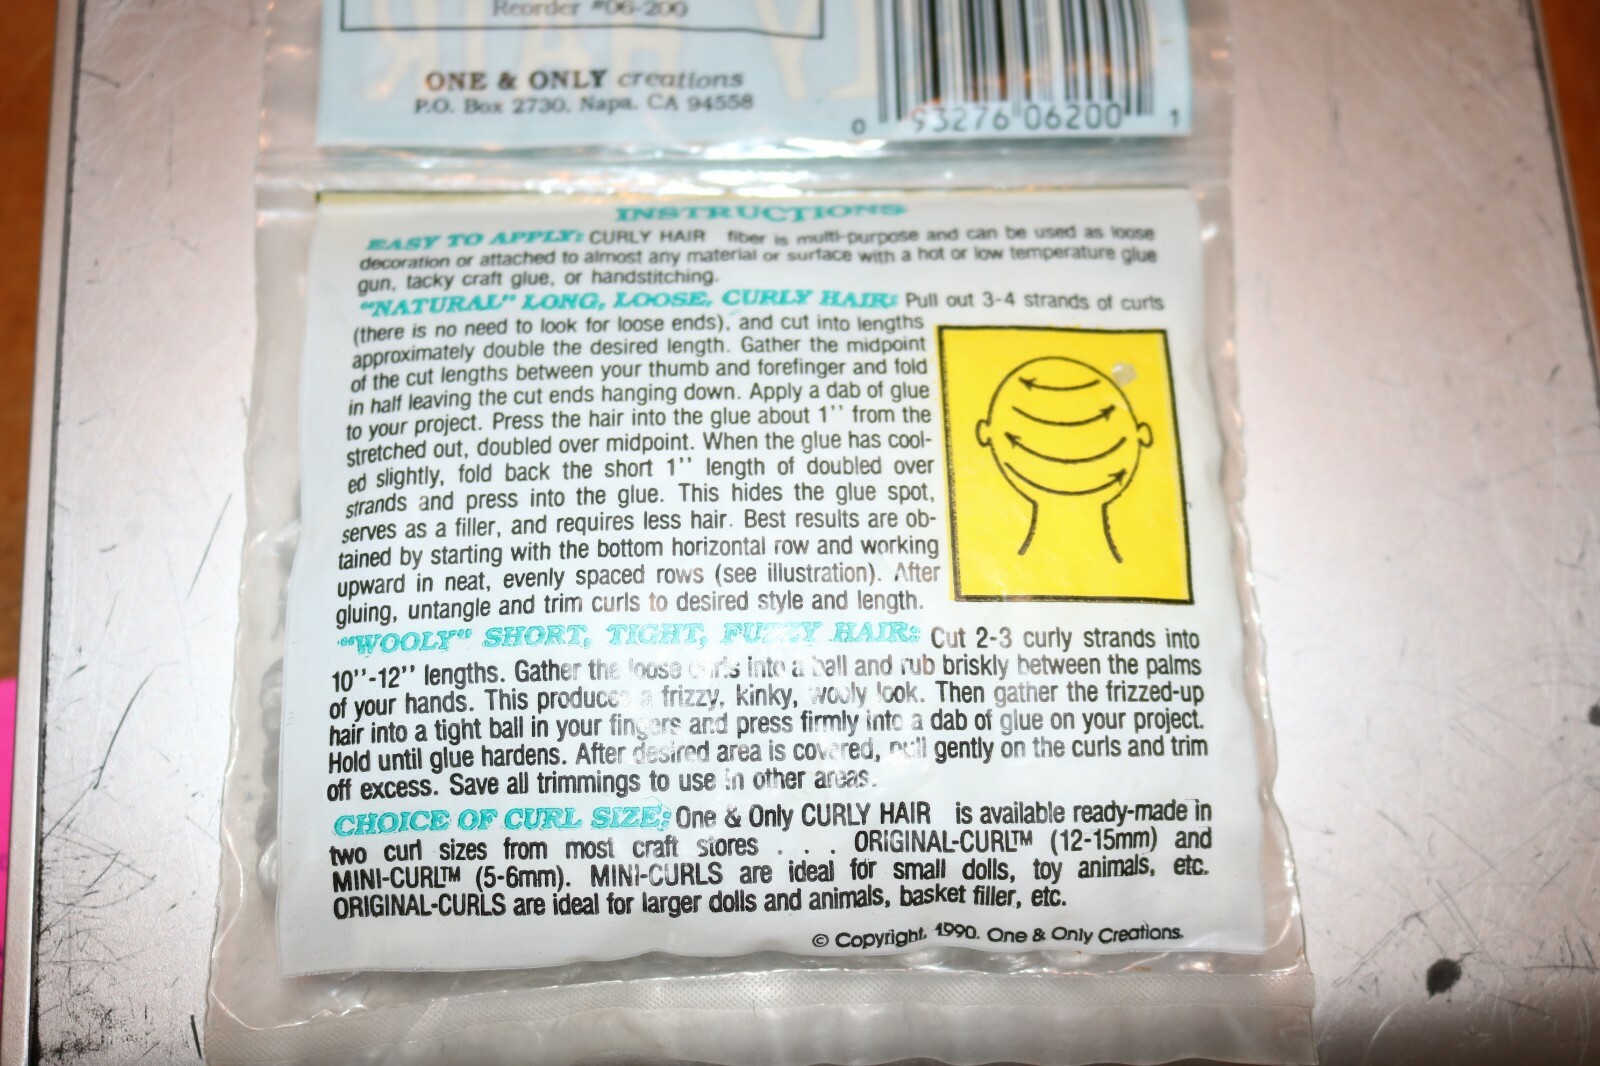 Reorder #06-200
ONE & ONLY creations
P.O. Box 2730, Napa, CA 94558
0 93276 06200 1
INSTRUCTIONS
EASY TO APPLY: CURLY HAIR fiber is multi-purpose and can be used as loose
decoration or attached to almost any material or surface with a hot or low temperature glue
gun, tacky craft glue, or handstitching.
"NATURAL" LONG, LOOSE, CURLY HAIR: Pull out 3-4 strands of curls
(there is no need to look for loose ends), and cut into lengths
approximately double the desired length. Gather the midpoint
of the cut lengths between your thumb and forefinger and fold
in half leaving the cut ends hanging down. Apply a dab of glue
to your project. Press the hair into the glue about 1'' from the
stretched out, doubled over midpoint. When the glue has cool-
ed slightly, fold back the short 1'' length of doubled over
strands and press into the glue. This hides the glue spot,
serves as a filler, and requires less hair. Best results are ob-
tained by starting with the bottom horizontal row and working
upward in neat, evenly spaced rows (see illustration). After
gluing, untangle and trim curls to desired style and length.
"WOOLY" SHORT, TIGHT, FUZZY HAIR: Cut 2-3 curly strands into
10''-12'' lengths. Gather the loose curls into a ball and rub briskly between the palms
of your hands. This produces a frizzy, kinky, wooly look. Then gather the frizzed-up
hair into a tight ball in your fingers and press firmly into a dab of glue on your project.
Hold until glue hardens. After desired area is covered, pull gently on the curls and trim
off excess. Save all trimmings to use in other areas.
CHOICE OF CURL SIZE: One & Only CURLY HAIR is available ready-made in
two curl sizes from most craft stores . . . ORIGINAL-CURL™ (12-15mm) and
MINI-CURL™ (5-6mm). MINI-CURLS are ideal for small dolls, toy animals, etc.
ORIGINAL-CURLS are ideal for larger dolls and animals, basket filler, etc.
© Copyright, 1990. One & Only Creations.